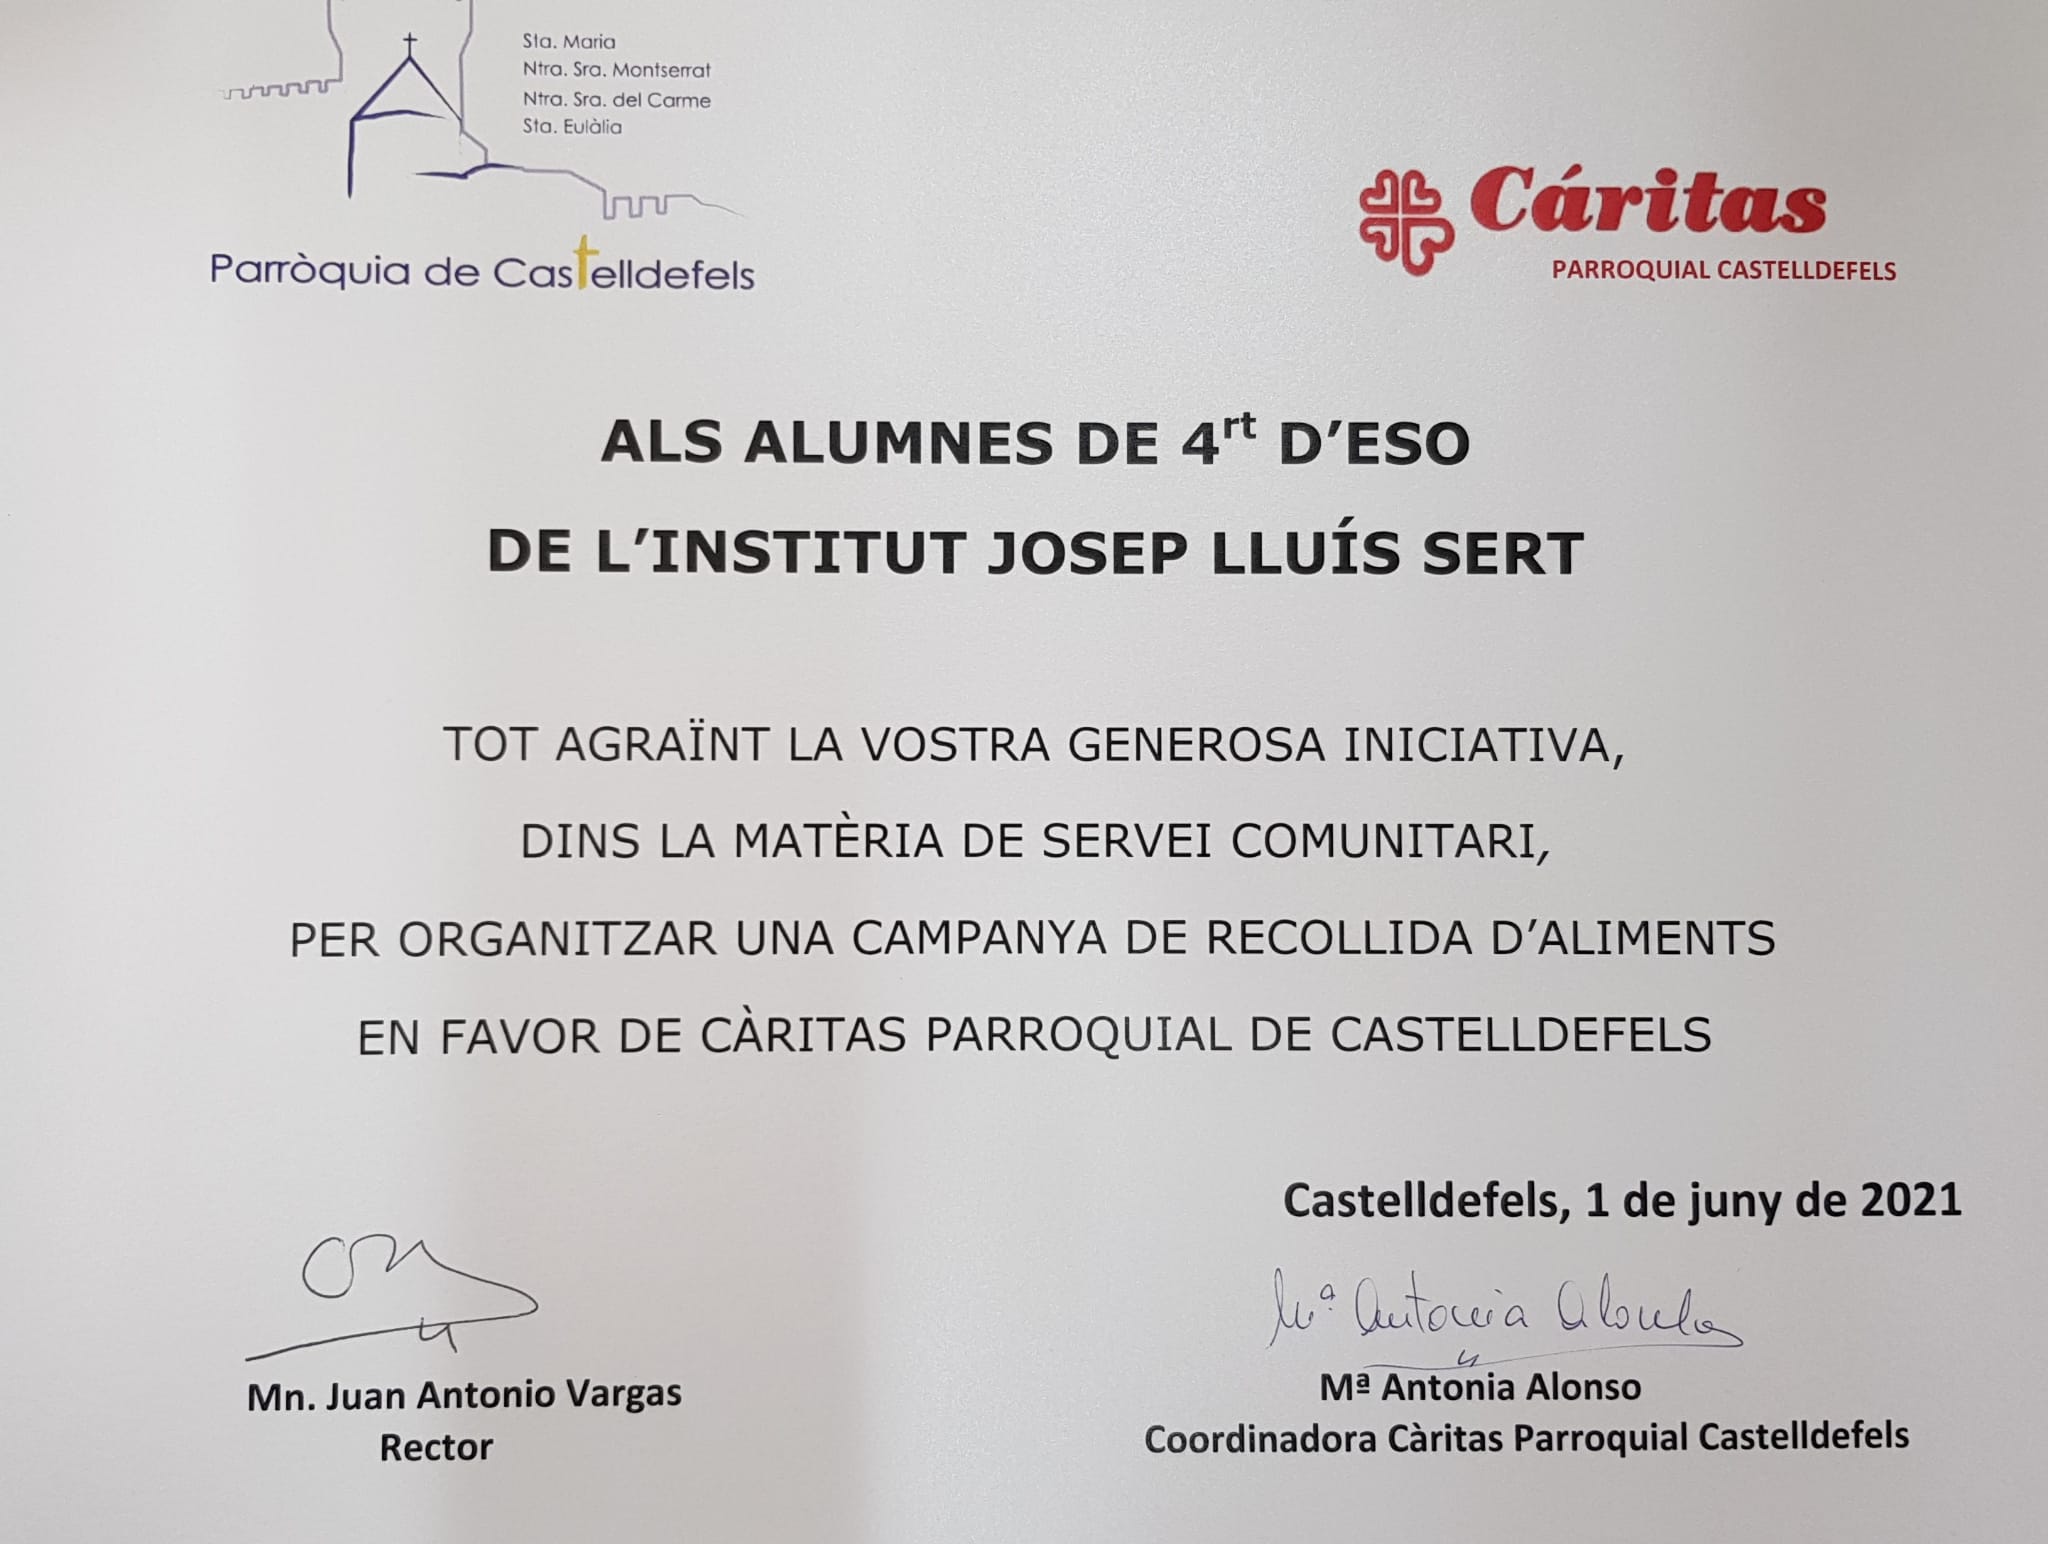 Sta. Maria
Ntra. Sra. Montserrat
Ntra. Sra. del Carme
Sta. Eulàlia
Parròquia de Castelldefels
Cáritas
PARROQUIAL CASTELLDEFELS
ALS ALUMNES DE 4rt D’ESO
DE L’INSTITUT JOSEP LLUÍS SERT
TOT AGRAÏNT LA VOSTRA GENEROSA INICIATIVA,
DINS LA MATÈRIA DE SERVEI COMUNITARI,
PER ORGANITZAR UNA CAMPANYA DE RECOLLIDA D’ALIMENTS
EN FAVOR DE CÀRITAS PARROQUIAL DE CASTELLDEFELS
Castelldefels, 1 de juny de 2021
Mª Antonia Alonso
Mn. Juan Antonio Vargas
Rector
Mª Antònia Alonso
Coordinadora Càritas Parroquial Castelldefels